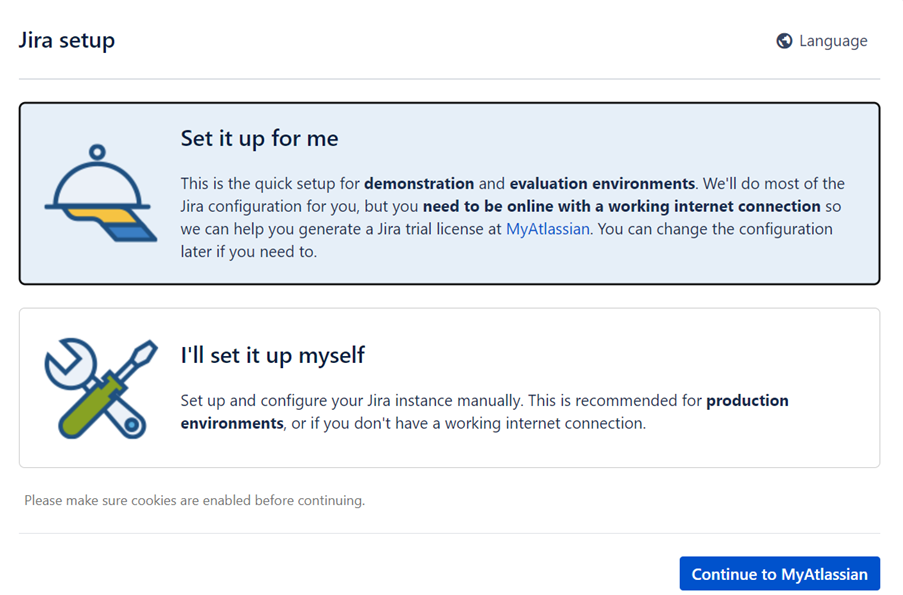 Jira setup
Language
Set it up for me
This is the quick setup for demonstration and evaluation environments. We'll do most of the
Jira configuration for you, but you need to be online with a working internet connection so
we can help you generate a Jira trial license at MyAtlassian. You can change the configuration
later if you need to.
I'll set it up myself
Set up and configure your Jira instance manually. This is recommended for production
environments, or if you don't have a working internet connection.
Please make sure cookies are enabled before continuing.
Continue to MyAtlassian